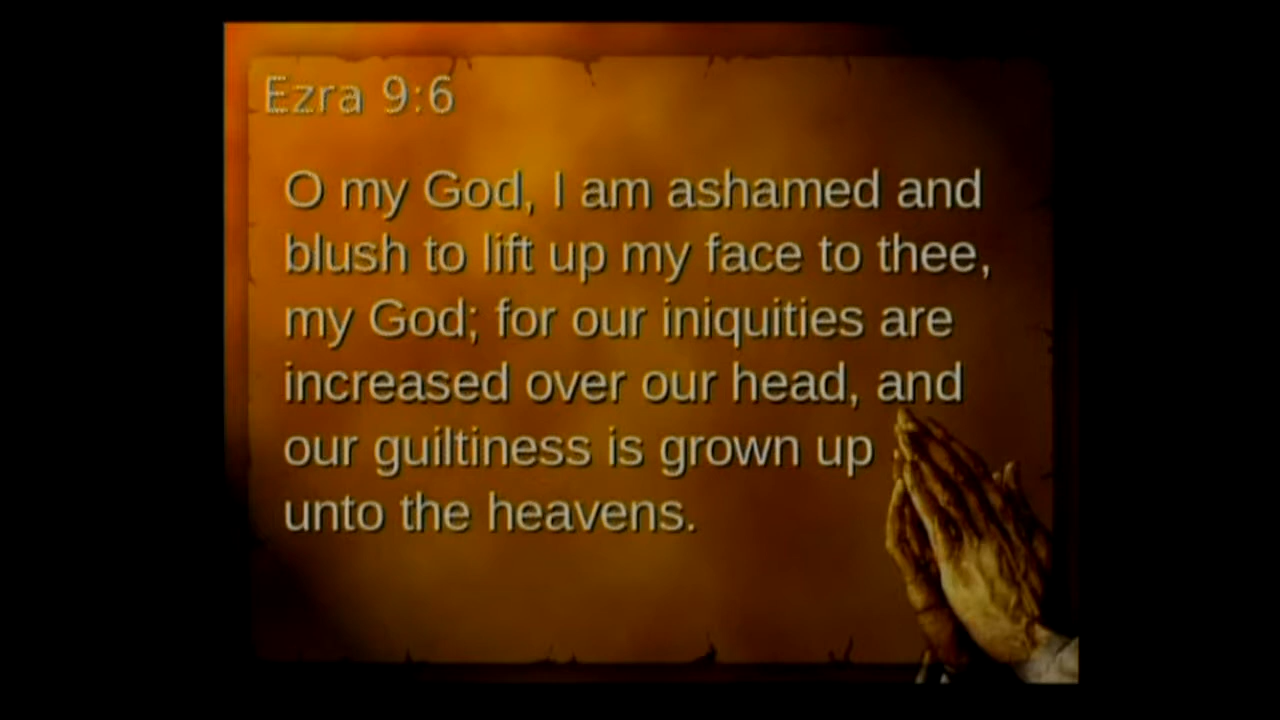 Ezra 9:6
O my God, I am ashamed and
blush to lift up my face to thee,
my God; for our iniquities are
increased over our head, and
our guiltiness is grown up
unto the heavens.